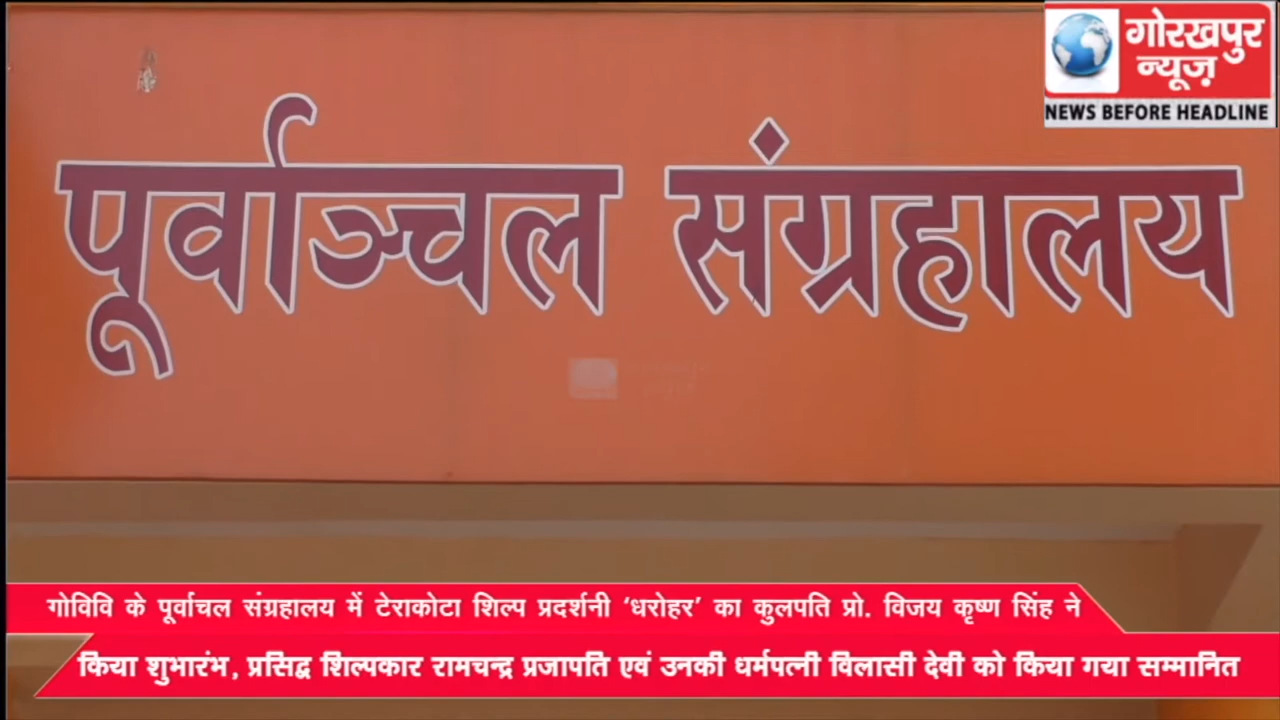 गोरखपुर
न्यूज़
NEWS BEFORE HEADLINE
पूर्वाञ्चल संग्रहालय
गोविवि के पूर्वाचल संग्रहालय में टेराकोटा शिल्प प्रदर्शनी ‘धरोहर’ का कुलपति प्रो. विजय कृष्ण सिंह ने
किया शुभारंभ, प्रसिद्व शिल्पकार रामचन्द्र प्रजापति एवं उनकी धर्मपत्नी विलासी देवी को किया गया सम्मानित